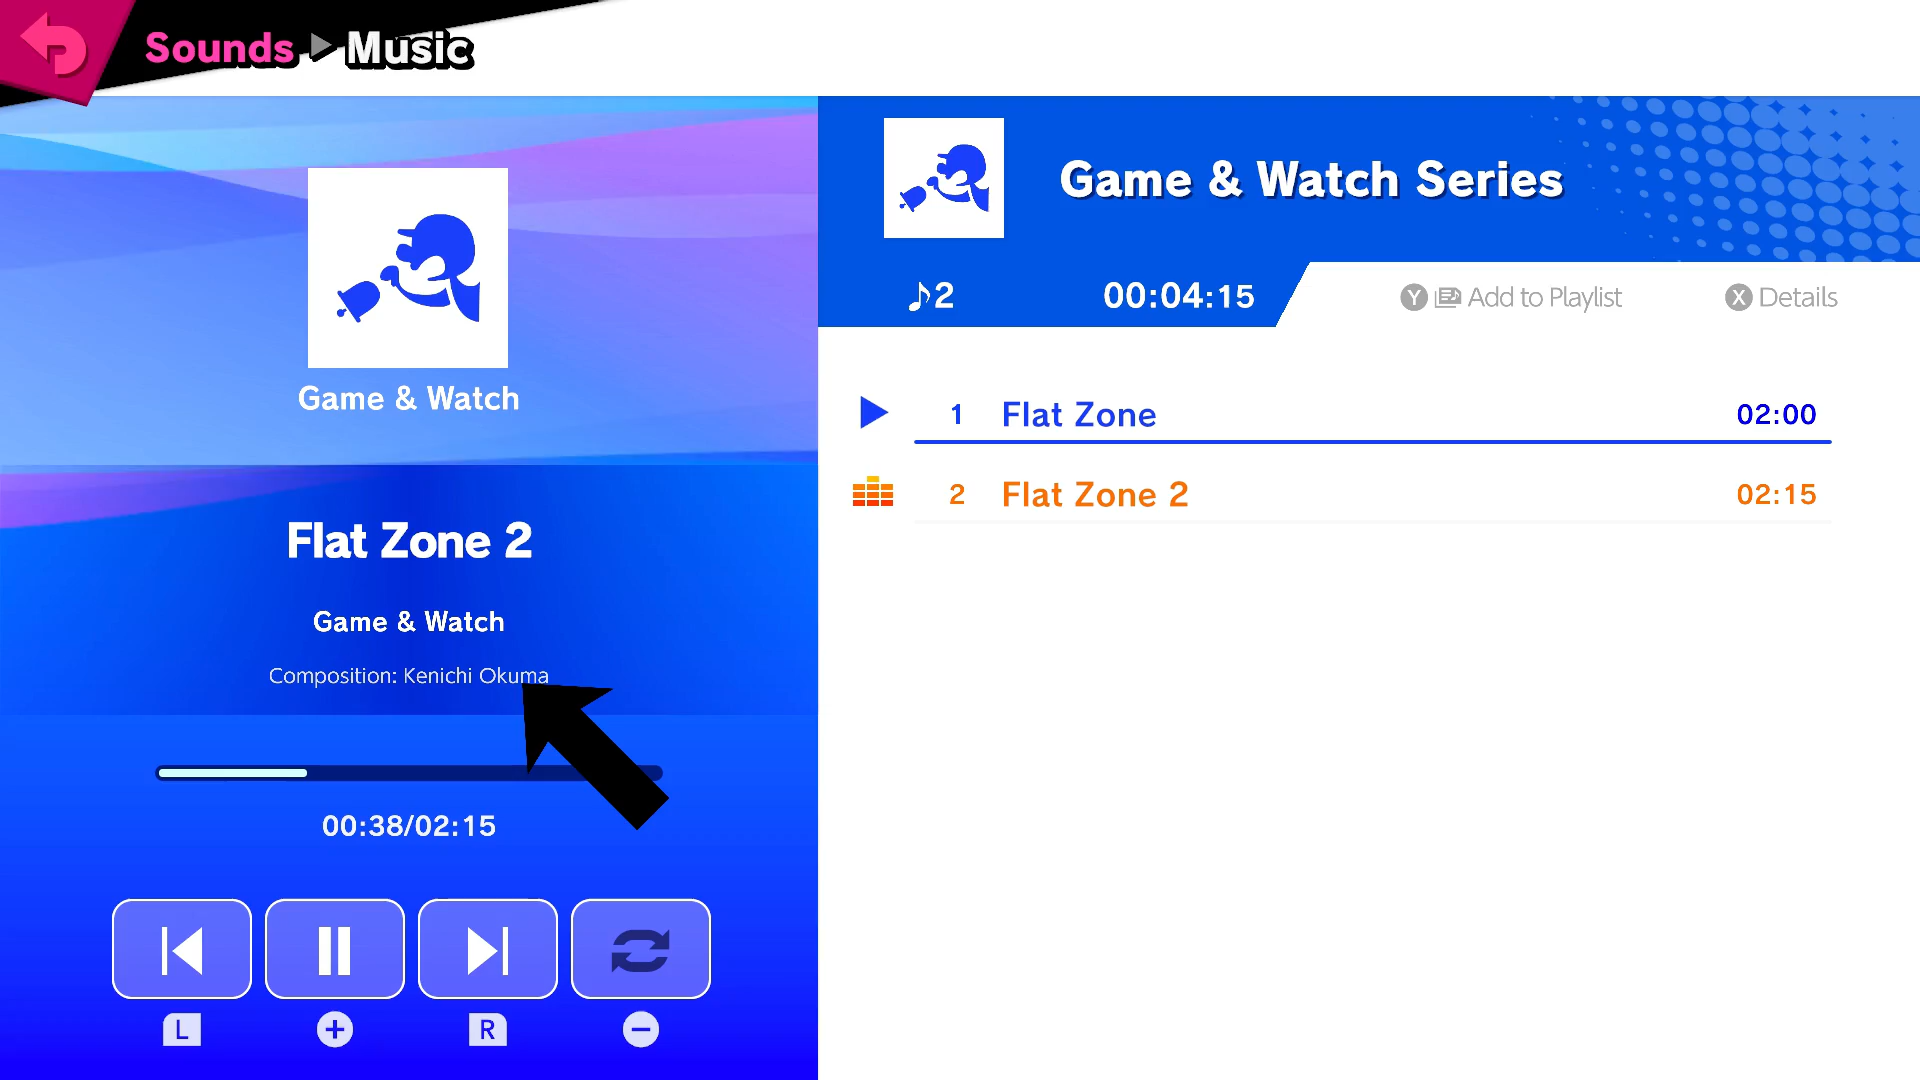 Sounds ▶ Music
Game & Watch
Flat Zone 2
Game & Watch
Composition: Kenichi Okuma
00:38/02:15
L + R −
Game & Watch Series
♪2 00:04:15
Y Add to Playlist X Details
1 Flat Zone 02:00
2 Flat Zone 2 02:15